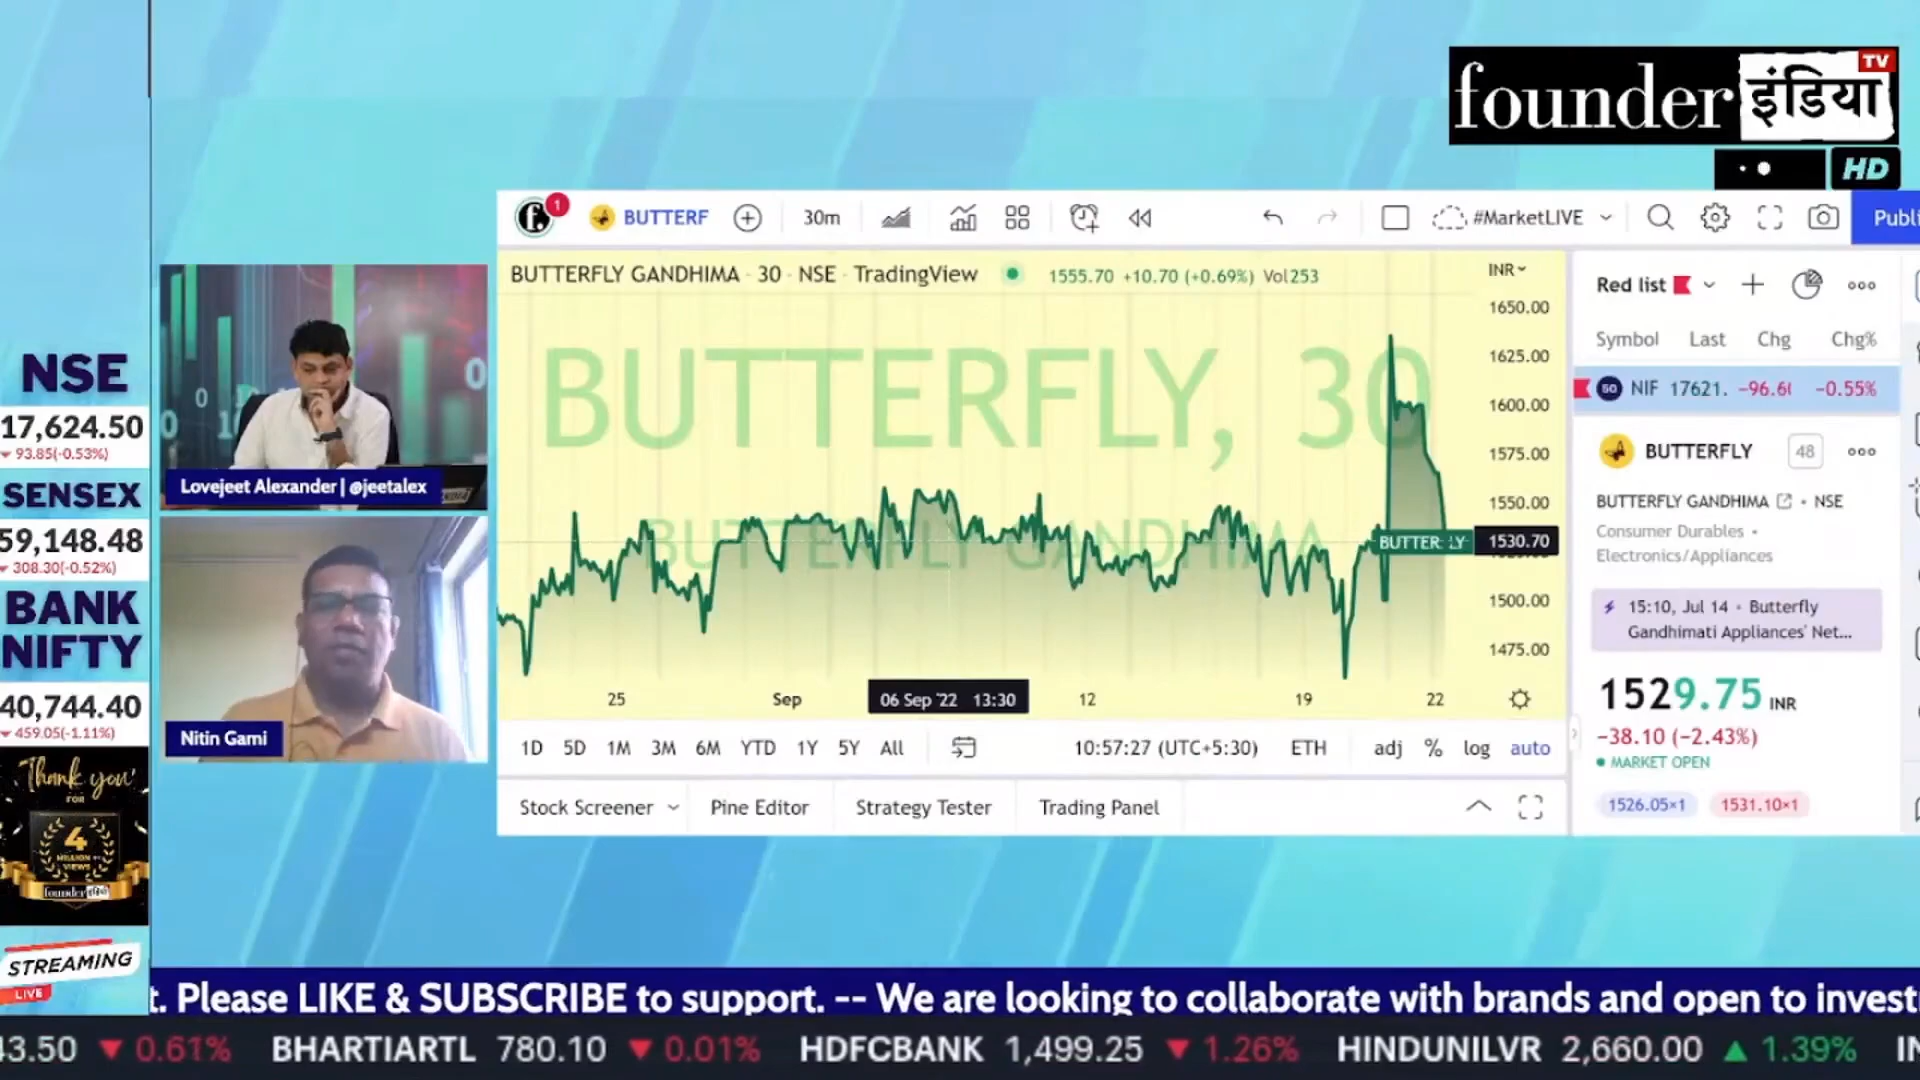 founder इंडिया TV
HD
NSE
17,624.50
93.85(-0.53%)
SENSEX
59,148.48
308.30(-0.52%)
BANK
NIFTY
40,744.40
459.05(-1.11%)
Thank you
FOR
4
MILLION
VIEWS
founder
STREAMING
LIVE
Lovejeet Alexander | @jeetalex
Nitin Gami
f.
1
BUTTERF
30m
#MarketLIVE
Publi
BUTTERFLY GANDHIMA · 30 · NSE · TradingView
1555.70 +10.70 (+0.69%) Vol253
INR
BUTTERFLY, 30
BUTTERFLY GANDHIMA
1650.00
1625.00
1600.00
1575.00
1550.00
1530.70
1500.00
1475.00
25
Sep
06 Sep '22 13:30
12
19
22
1D 5D 1M 3M 6M YTD 1Y 5Y All
10:57:27 (UTC+5:30) ETH adj % log auto
Stock Screener Pine Editor Strategy Tester Trading Panel
Red list
Symbol Last Chg Chg%
50 NIF 17621. −96.6 −0.55%
BUTTERFLY 48
BUTTERFLY GANDHIMA • NSE
Consumer Durables •
Electronics/Appliances
15:10, Jul 14 • Butterfly
Gandhimati Appliances' Net...
1529.75 INR
−38.10 (−2.43%)
MARKET OPEN
1526.05×1 1531.10×1
t. Please LIKE & SUBSCRIBE to support. -- We are looking to collaborate with brands and open to invest
43.50 0.61% BHARTIARTL 780.10 0.01% HDFCBANK 1,499.25 1.26% HINDUNILVR 2,660.00 1.39% IN